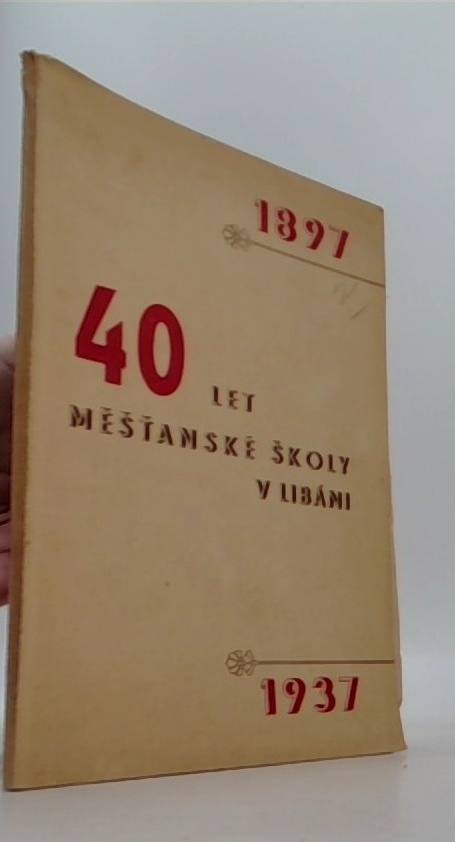 1897
40 LET
MĚŠŤANSKÉ ŠKOLY
V LIBÁNI
1937